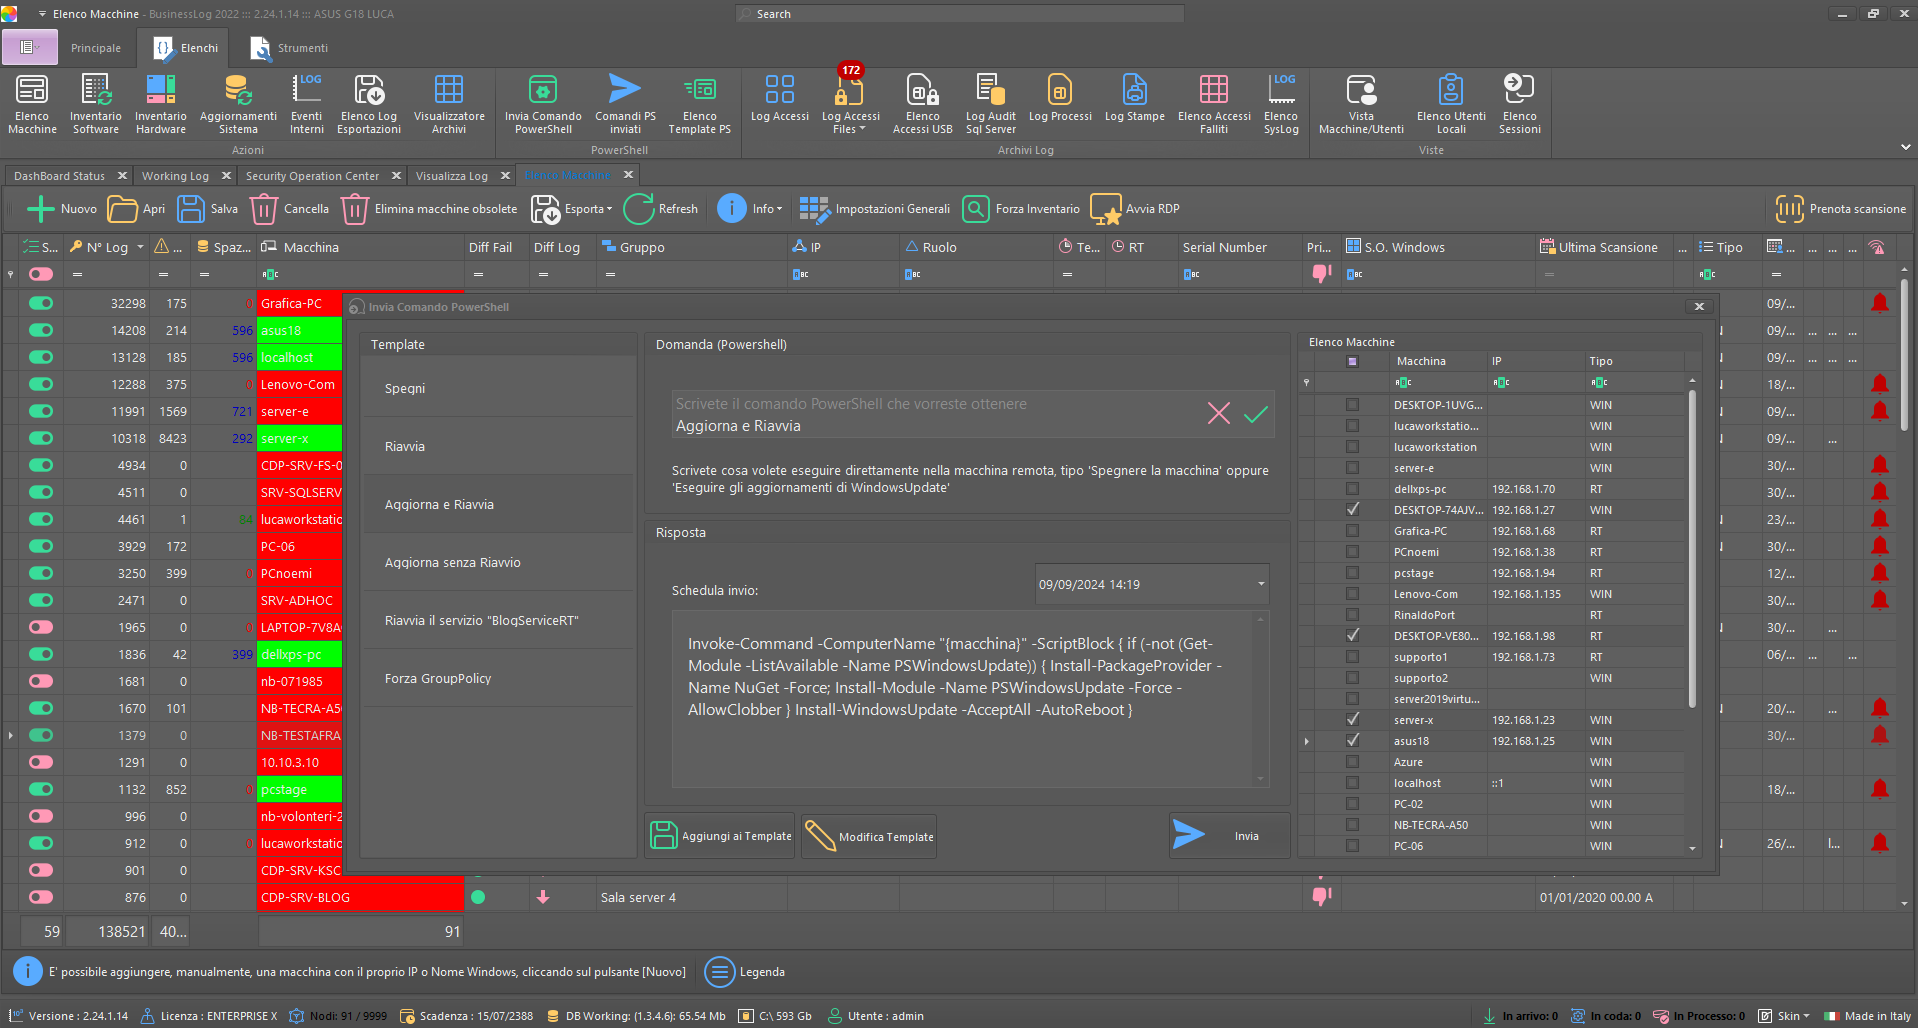 Elenco Macchine - BusinessLog 2022 ::: 2.24.1.14 ::: ASUS G18 LUCA
Search
Principale
Elenchi
Strumenti
172
Elenco Macchine
Inventario Software
Inventario Hardware
Aggiornamenti Sistema
Eventi Interni
Elenco Log Esportazioni
Visualizzatore Archivi
Invia Comando PowerShell
Comandi PS inviati
Elenco Template PS
Log Accessi
Log Accessi Files
Elenco Accessi USB
Log Audit Sql Server
Log Processi
Log Stampe
Elenco Accessi Falliti
Elenco SysLog
Vista Macchine/Utenti
Elenco Utenti Locali
Elenco Sessioni
Azioni
PowerShell
Archivi Log
Viste
DashBoard Status
Working Log
Security Operation Center
Visualizza Log
Elenco Macchine
Nuovo
Apri
Salva
Cancella
Elimina macchine obsolete
Esporta
Refresh
Info
Impostazioni Generali
Forza Inventario
Avvia RDP
Prenota scansione
S... N° Log ... Spaz... Macchina Diff Fail Diff Log Gruppo IP Ruolo Te... RT Serial Number Pri... S.O. Windows Ultima Scansione ... Tipo ... ... ... ...
32298 175 0 Grafica-PC 09/...
14208 214 596 asus18 09/... ... ... ...
13128 185 596 localhost 09/... ... ... ...
12288 375 0 Lenovo-Com 18/...
11991 1569 721 server-e 09/...
10318 8423 292 server-x 09/... ...
4934 0 CDP-SRV-FS-0 30/...
4511 0 SRV-SQLSERV 30/...
4461 1 84 lucaworkstatio 23/...
3929 172 PC-06 30/...
3250 399 0 PCnoemi 12/...
2471 0 SRV-ADHOC 30/...
1965 0 LAPTOP-7V8A 30/... ...
1836 42 399 dellxps-pc 06/... ... ...
1681 0 nb-071985
1670 101 NB-TECRA-A50 20/... ...
1379 0 NB-TESTAFRA 30/...
1291 0 10.10.3.10
1132 852 0 pcstage 18/...
996 0 nb-volonteri-2
912 0 lucaworkstatio 26/... l...
901 0 CDP-SRV-KSC
876 0 CDP-SRV-BLOG Sala server 4 01/01/2020 00.00 A
59 138521 40... 91
Invia Comando PowerShell
Template
Spegni
Riavvia
Aggiorna e Riavvia
Aggiorna senza Riavvio
Riavvia il servizio "BlogServiceRT"
Forza GroupPolicy
Domanda (Powershell)
Scrivete il comando PowerShell che vorreste ottenere
Aggiorna e Riavvia
Scrivete cosa volete eseguire direttamente nella macchina remota, tipo 'Spegnere la macchina' oppure
'Eseguire gli aggiornamenti di WindowsUpdate'
Risposta
Schedula invio:
09/09/2024 14:19
Invoke-Command -ComputerName "{macchina}" -ScriptBlock { if (-not (Get-
Module -ListAvailable -Name PSWindowsUpdate)) { Install-PackageProvider -
Name NuGet -Force; Install-Module -Name PSWindowsUpdate -Force -
AllowClobber } Install-WindowsUpdate -AcceptAll -AutoReboot }
Aggiungi ai Template
Modifica Template
Invia
Elenco Macchine
Macchina IP Tipo
DESKTOP-1UVG... WIN
lucaworkstatio... WIN
lucaworkstation WIN
server-e WIN
dellxps-pc 192.168.1.70 RT
DESKTOP-74AJV... 192.168.1.27 WIN
Grafica-PC 192.168.1.68 RT
PCnoemi 192.168.1.38 RT
pcstage 192.168.1.94 RT
Lenovo-Com 192.168.1.135 WIN
RinaldoPort RT
DESKTOP-VE80... 192.168.1.98 RT
supporto1 192.168.1.73 RT
supporto2 WIN
server2019virtu...
server-x 192.168.1.23 WIN
asus18 192.168.1.25 WIN
Azure WIN
localhost ::1 WIN
PC-02 WIN
NB-TECRA-A50 WIN
PC-06 WIN
E' possibile aggiungere, manualmente, una macchina con il proprio IP o Nome Windows, cliccando sul pulsante [Nuovo]
Legenda
Versione : 2.24.1.14
Licenza : ENTERPRISE X
Nodi: 91 / 9999
Scadenza : 15/07/2388
DB Working: (1.3.4.6): 65.54 Mb
C:\ 593 Gb
Utente : admin
In arrivo: 0
In coda: 0
In Processo: 0
Skin
Made in Italy